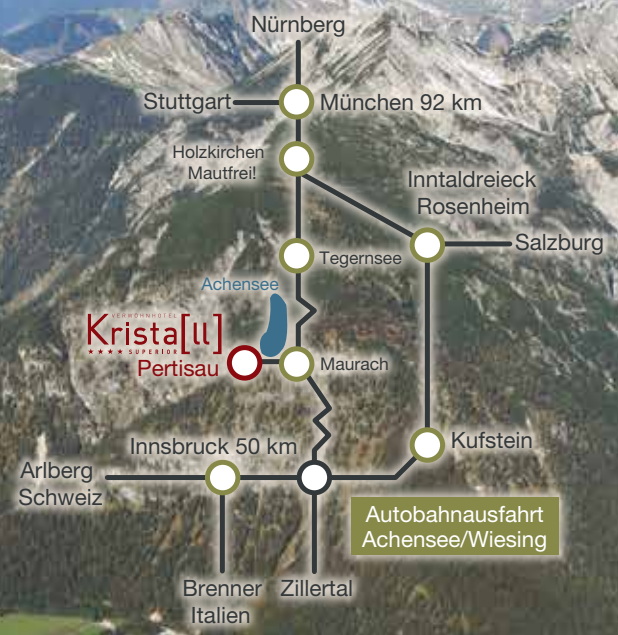 Nürnberg
Stuttgart
München 92 km
Holzkirchen
Mautfrei!
Inntaldreieck
Rosenheim
Salzburg
Tegernsee
Achensee
VERWÖHNHOTEL
Krista[ll]
★★★★ SUPERIOR
Pertisau
Maurach
Innsbruck 50 km
Kufstein
Arlberg
Schweiz
Autobahnausfahrt
Achensee/Wiesing
Brenner
Italien
Zillertal